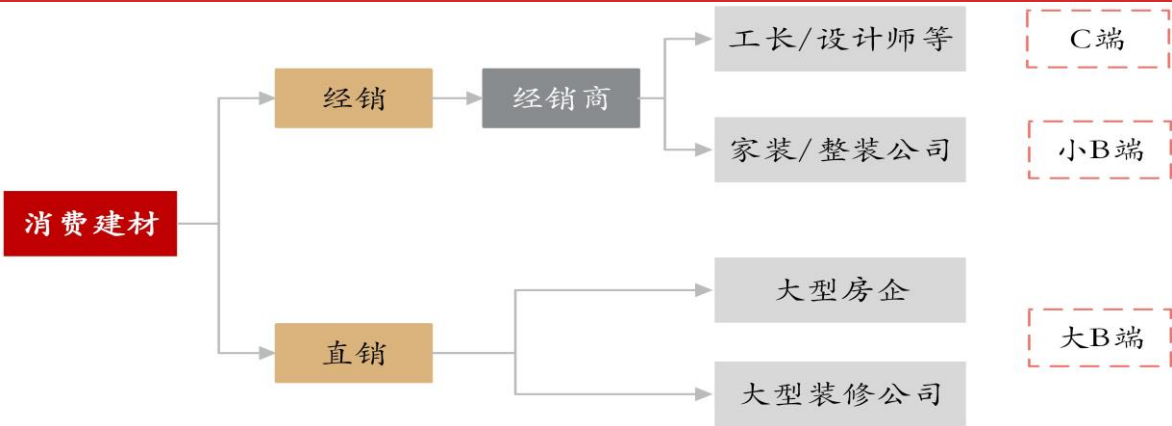 工长/设计师等
C端
经销
经销商
家装/整装公司
小B端
消费建材
大型房企
直销
大B端
大型装修公司